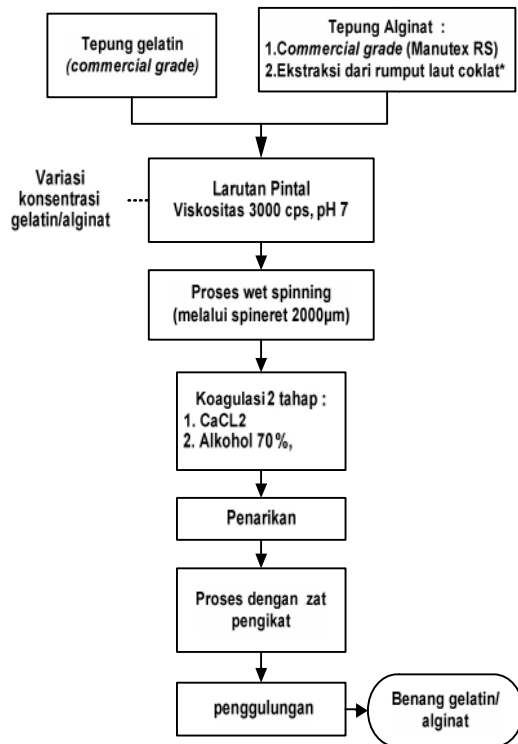 Tepung gelatin
(commercial grade)
Tepung Alginat :
1.Commercial grade (Manutex RS)
2.Ekstraksi dari rumput laut coklat*
Variasi
konsentrasi
gelatin/alginat
Larutan Pintal
Viskositas 3000 cps, pH 7
Proses wet spinning
(melalui spineret 2000µm)
Koagulasi 2 tahap :
1. CaCL2
2. Alkohol 70%,
Penarikan
Proses dengan zat
pengikat
penggulungan
Benang gelatin/
alginat